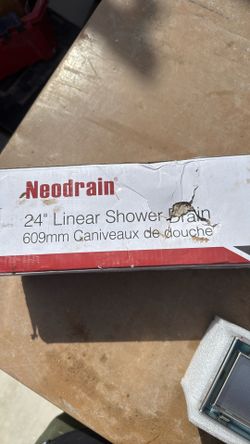 Neodrain®
24" Linear Shower Drain
609mm Caniveaux de douche